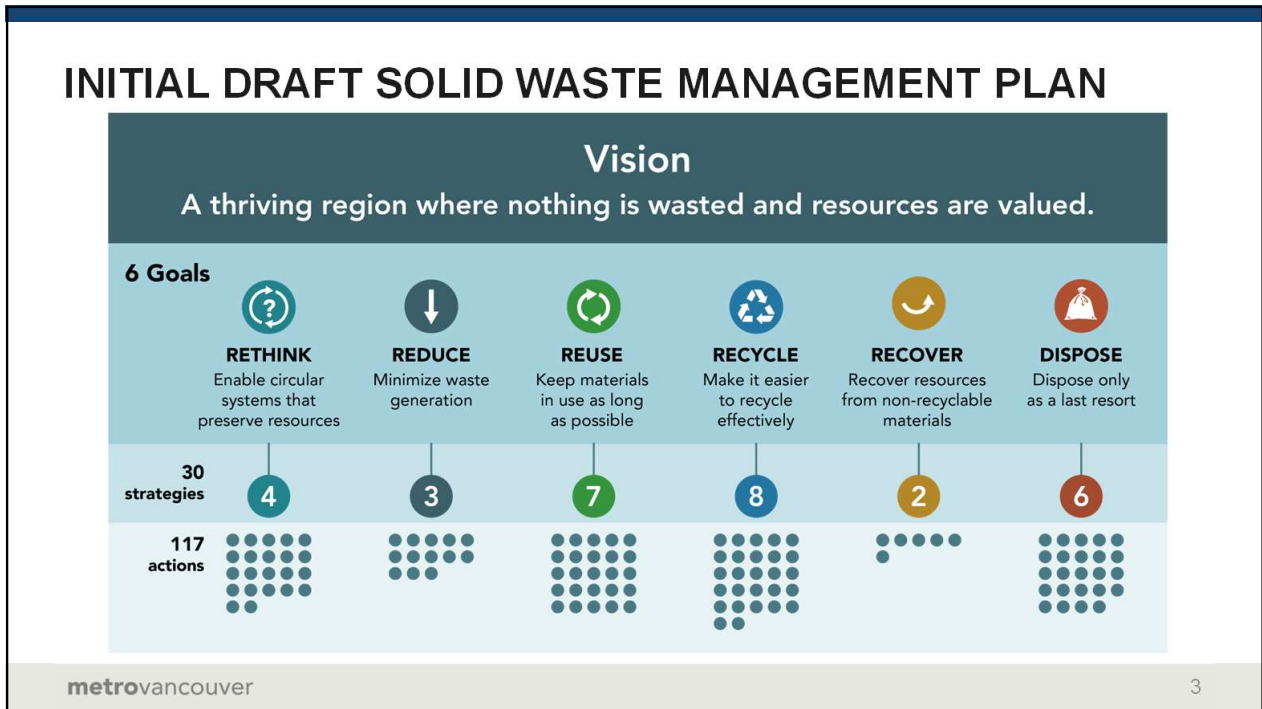 INITIAL DRAFT SOLID WASTE MANAGEMENT PLAN
Vision
A thriving region where nothing is wasted and resources are valued.
6 Goals
?
RETHINK
Enable circular
systems that
preserve resources
REDUCE
Minimize waste
generation
REUSE
Keep materials
in use as long
as possible
RECYCLE
Make it easier
to recycle
effectively
RECOVER
Recover resources
from non-recyclable
materials
DISPOSE
Dispose only
as a last resort
30
strategies
4
3
7
8
2
6
117
actions
metrovancouver
3